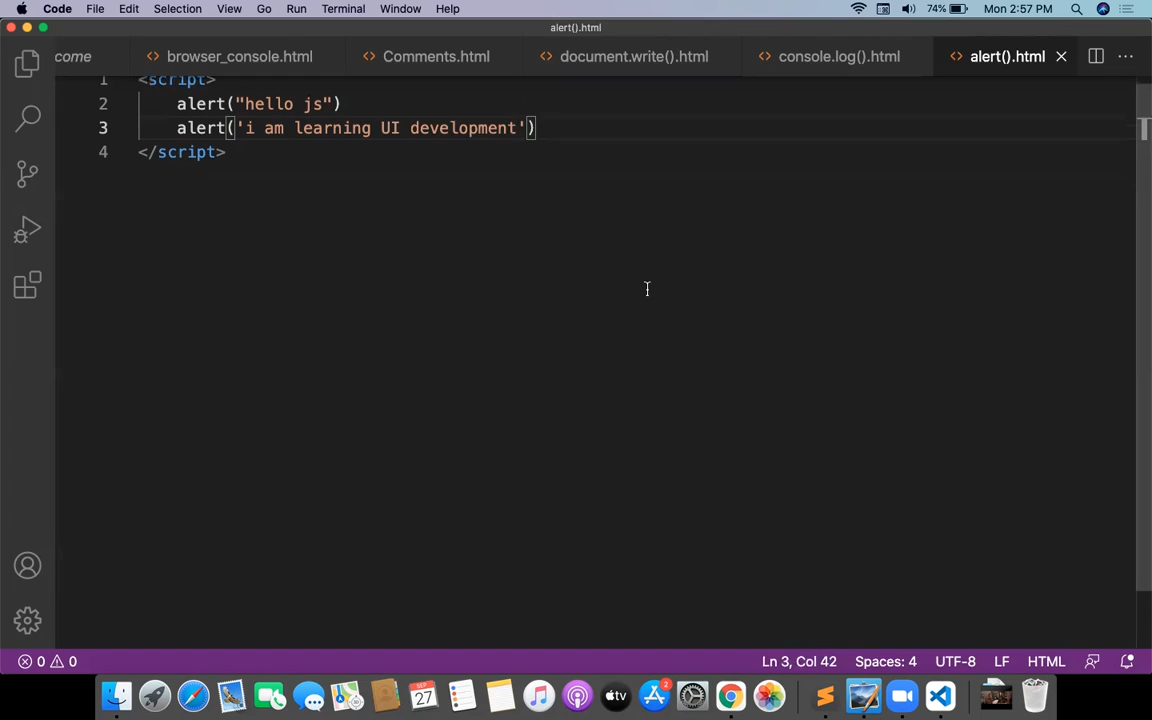 Code File Edit Selection View Go Run Terminal Window Help 74% Mon 2:57 PM
alert().html
come browser_console.html Comments.html document.write().html console.log().html alert().html
1 <script>
2 alert("hello js")
3 alert('i am learning UI development')
4 </script>
0 0 Ln 3, Col 42 Spaces: 4 UTF-8 LF HTML
SEP
27
tv
2